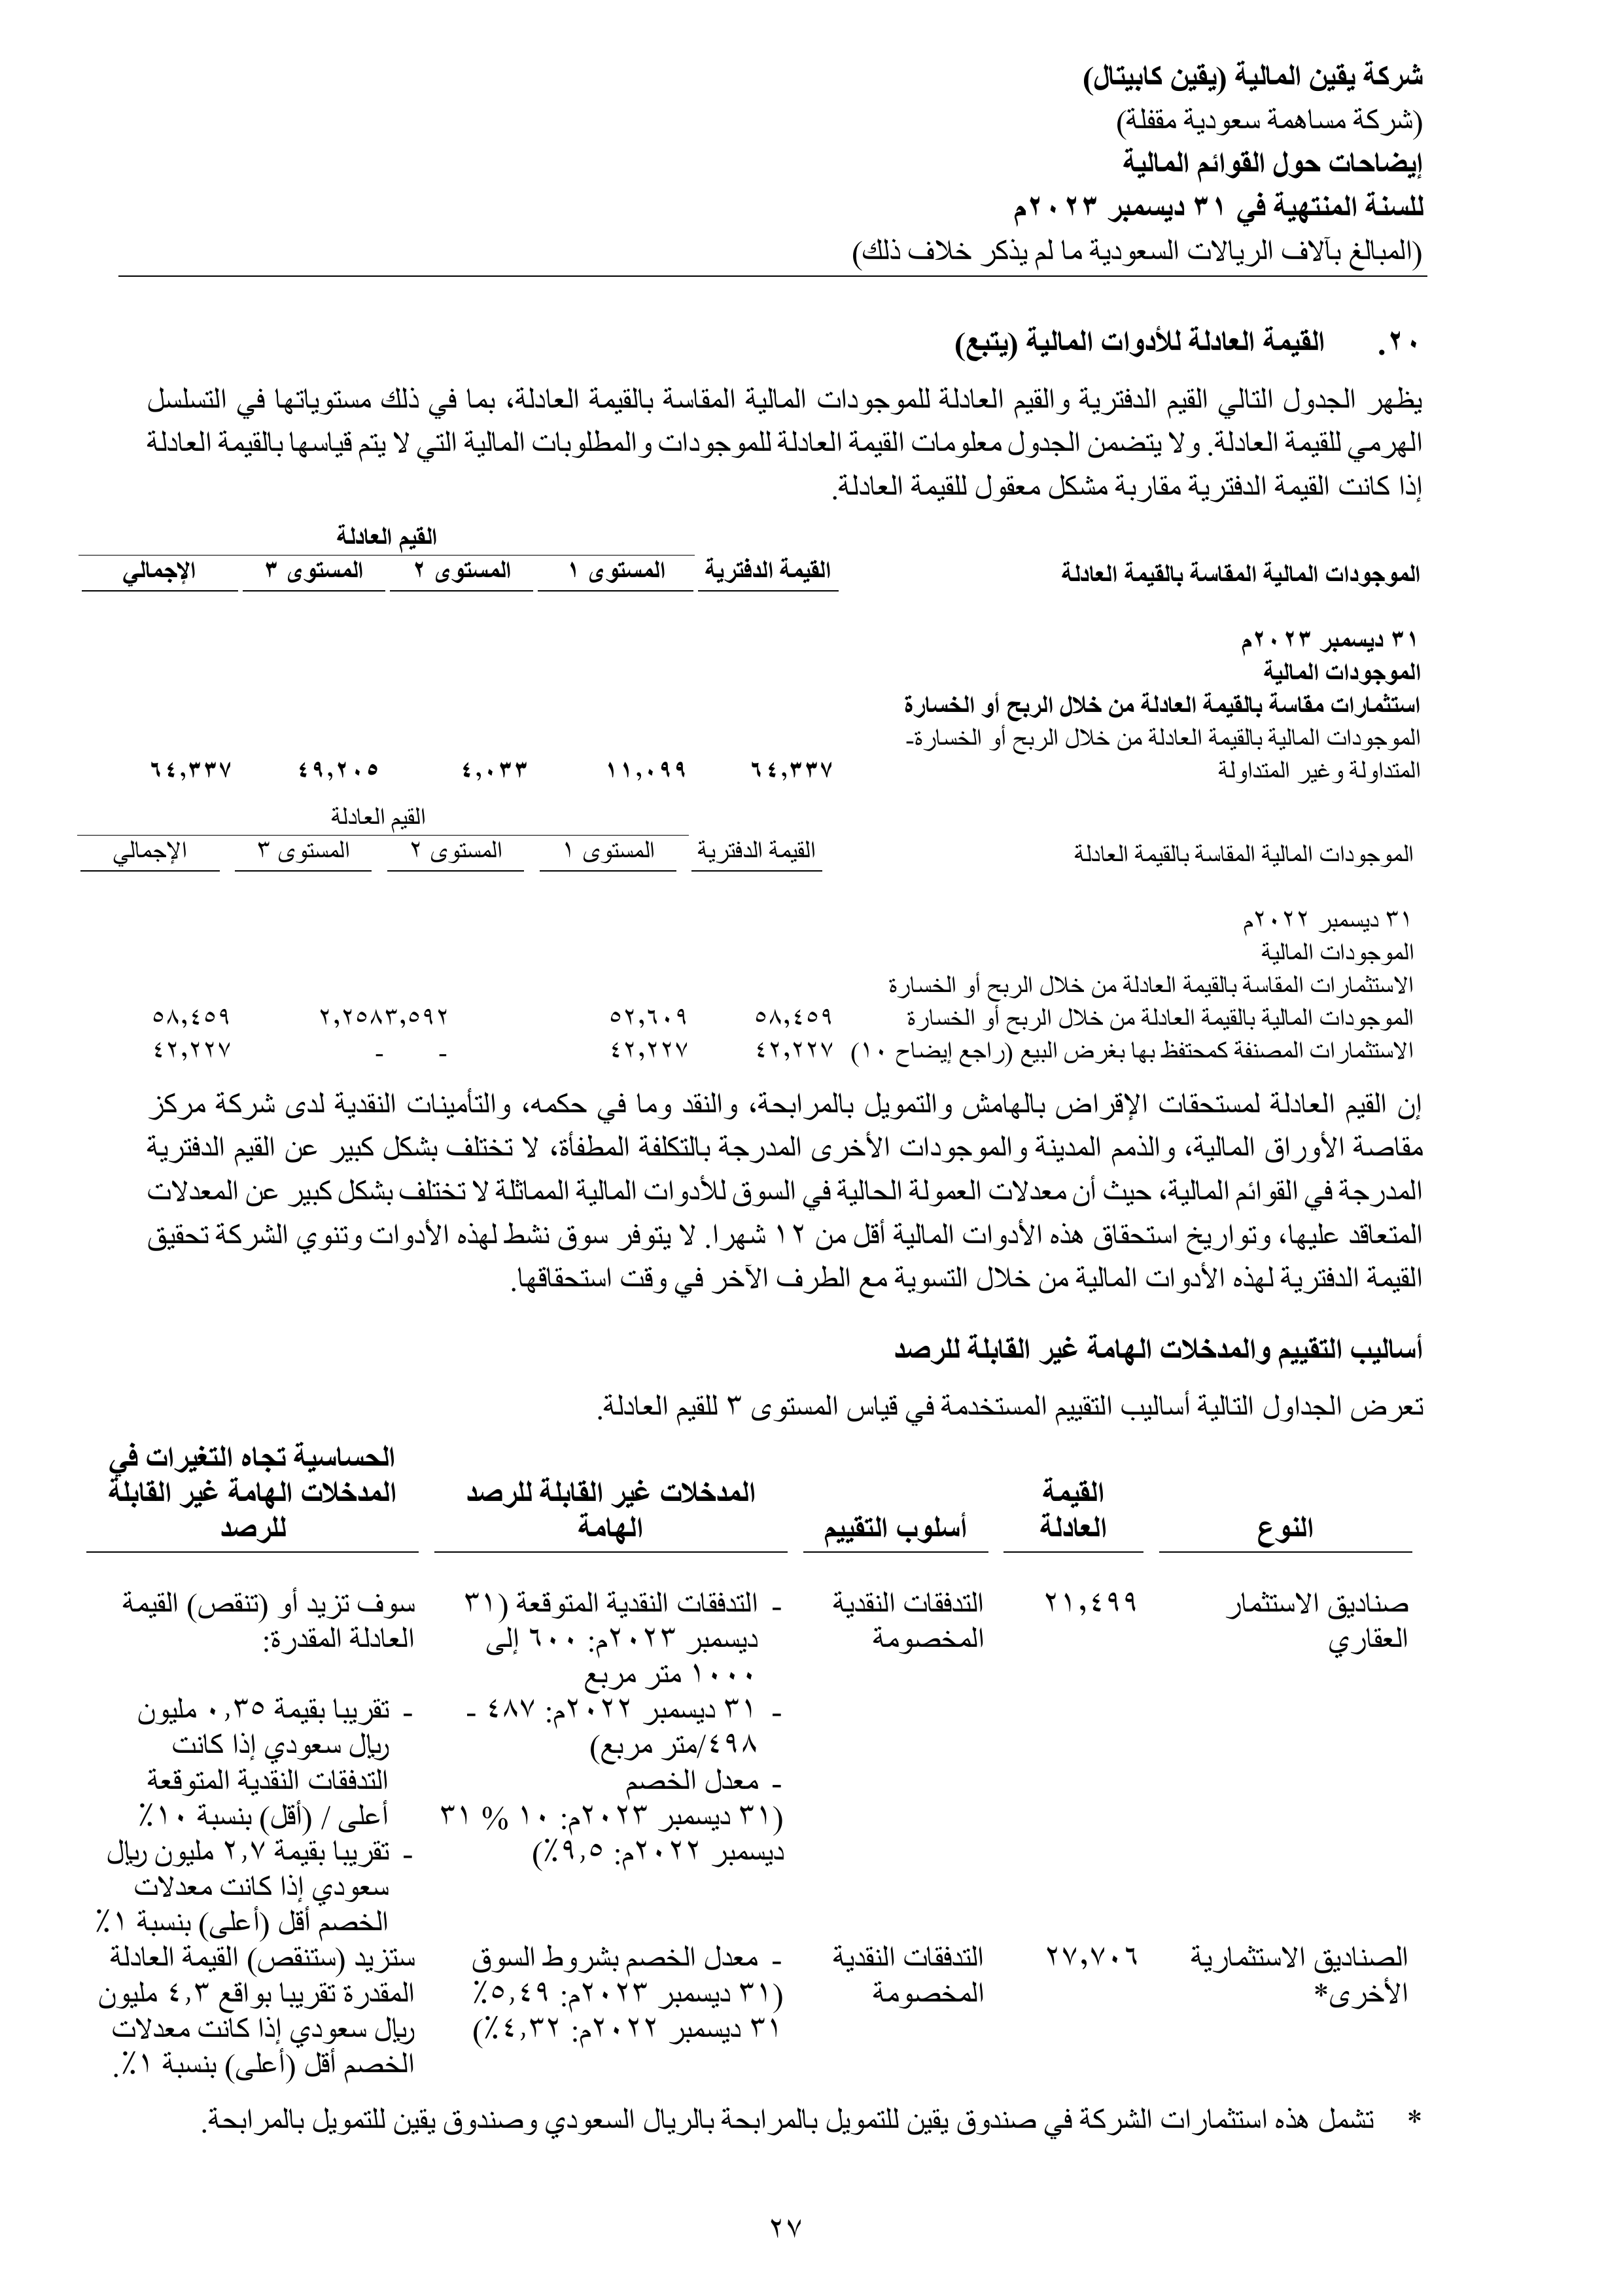 شركة يقين المالية (يقين كابيتال)
(شركة مساهمة سعودية مقفلة)
إيضاحات حول القوائم المالية
للسنة المنتهية في ٣١ ديسمبر ٢٠٢٣م
(المبالغ بآلاف الريالات السعودية ما لم يذكر خلاف ذلك)
٢٠. القيمة العادلة للأدوات المالية (يتبع)
يظهر الجدول التالي القيم الدفترية والقيم العادلة للموجودات المالية المقاسة بالقيمة العادلة، بما في ذلك مستوياتها في التسلسل
الهرمي للقيمة العادلة. ولا يتضمن الجدول معلومات القيمة العادلة للموجودات والمطلوبات المالية التي لا يتم قياسها بالقيمة العادلة
إذا كانت القيمة الدفترية مقاربة مشكل معقول للقيمة العادلة.
القيم العادلة
الموجودات المالية المقاسة بالقيمة العادلة القيمة الدفترية المستوى ١ المستوى ٢ المستوى ٣ الإجمالي
٣١ ديسمبر ٢٠٢٣م
الموجودات المالية
استثمارات مقاسة بالقيمة العادلة من خلال الربح أو الخسارة
الموجودات المالية بالقيمة العادلة من خلال الربح أو الخسارة-
المتداولة وغير المتداولة ٦٤,٣٣٧ ١١,٠٩٩ ٤,٠٣٣ ٤٩,٢٠٥ ٦٤,٣٣٧
القيم العادلة
الموجودات المالية المقاسة بالقيمة العادلة القيمة الدفترية المستوى ١ المستوى ٢ المستوى ٣ الإجمالي
٣١ ديسمبر ٢٠٢٢م
الموجودات المالية
الاستثمارات المقاسة بالقيمة العادلة من خلال الربح أو الخسارة
الموجودات المالية بالقيمة العادلة من خلال الربح أو الخسارة ٥٨,٤٥٩ ٥٢,٦٠٩ ٢,٢٥٨٣,٥٩٢ ٥٨,٤٥٩
الاستثمارات المصنفة كمحتفظ بها بغرض البيع (راجع إيضاح ١٠) ٤٢,٢٢٧ ٤٢,٢٢٧ - - ٤٢,٢٢٧
إن القيم العادلة لمستحقات الإقراض بالهامش والتمويل بالمرابحة، والنقد وما في حكمه، والتأمينات النقدية لدى شركة مركز
مقاصة الأوراق المالية، والذمم المدينة والموجودات الأخرى المدرجة بالتكلفة المطفأة، لا تختلف بشكل كبير عن القيم الدفترية
المدرجة في القوائم المالية، حيث أن معدلات العمولة الحالية في السوق للأدوات المالية المماثلة لا تختلف بشكل كبير عن المعدلات
المتعاقد عليها، وتواريخ استحقاق هذه الأدوات المالية أقل من ١٢ شهرا. لا يتوفر سوق نشط لهذه الأدوات وتنوي الشركة تحقيق
القيمة الدفترية لهذه الأدوات المالية من خلال التسوية مع الطرف الآخر في وقت استحقاقها.
أساليب التقييم والمدخلات الهامة غير القابلة للرصد
تعرض الجداول التالية أساليب التقييم المستخدمة في قياس المستوى ٣ للقيم العادلة.
النوع
القيمة
العادلة
أسلوب التقييم
المدخلات غير القابلة للرصد
الهامة
الحساسية تجاه التغيرات في
المدخلات الهامة غير القابلة
للرصد
صناديق الاستثمار
العقاري
٢١,٤٩٩
التدفقات النقدية
المخصومة
- التدفقات النقدية المتوقعة (٣١
ديسمبر ٢٠٢٣م: ٦٠٠ إلى
١٠٠٠ متر مربع
- ٣١ ديسمبر ٢٠٢٢م: ٤٨٧ -
٤٩٨/متر مربع)
- معدل الخصم
(٣١ ديسمبر ٢٠٢٣م: ١٠ % ٣١
ديسمبر ٢٠٢٢م: ٩,٥٪)
سوف تزيد أو (تنقص) القيمة
العادلة المقدرة:
- تقريبا بقيمة ٠,٣٥ مليون
ريال سعودي إذا كانت
التدفقات النقدية المتوقعة
أعلى / (أقل) بنسبة ١٠٪
- تقريبا بقيمة ٢,٧ مليون ريال
سعودي إذا كانت معدلات
الخصم أقل (أعلى) بنسبة ١٪
الصناديق الاستثمارية
الأخرى*
٢٧,٧٠٦
التدفقات النقدية
المخصومة
- معدل الخصم بشروط السوق
(٣١ ديسمبر ٢٠٢٣م: ٥,٤٩٪
٣١ ديسمبر ٢٠٢٢م: ٤,٣٢٪)
ستزيد (ستنقص) القيمة العادلة
المقدرة تقريبا بواقع ٤,٣ مليون
ريال سعودي إذا كانت معدلات
الخصم أقل (أعلى) بنسبة ١٪.
* تشمل هذه استثمارات الشركة في صندوق يقين للتمويل بالمرابحة بالريال السعودي وصندوق يقين للتمويل بالمرابحة.
٢٧